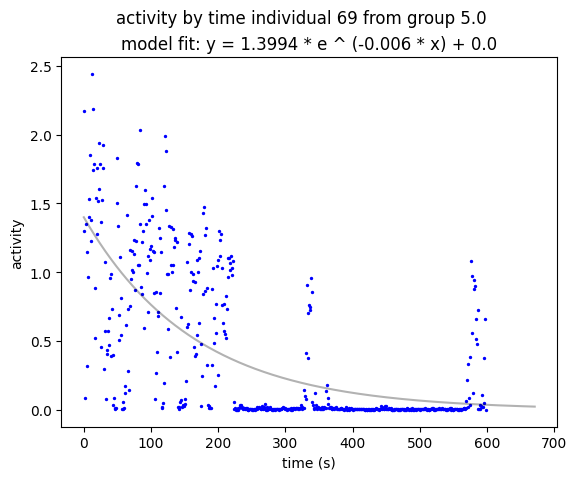 activity by time individual 69 from group 5.0
model fit: y = 1.3994 * e ^ (-0.006 * x) + 0.0
2.5
2.0
1.5
1.0
0.5
0.0
activity
0 100 200 300 400 500 600 700
time (s)